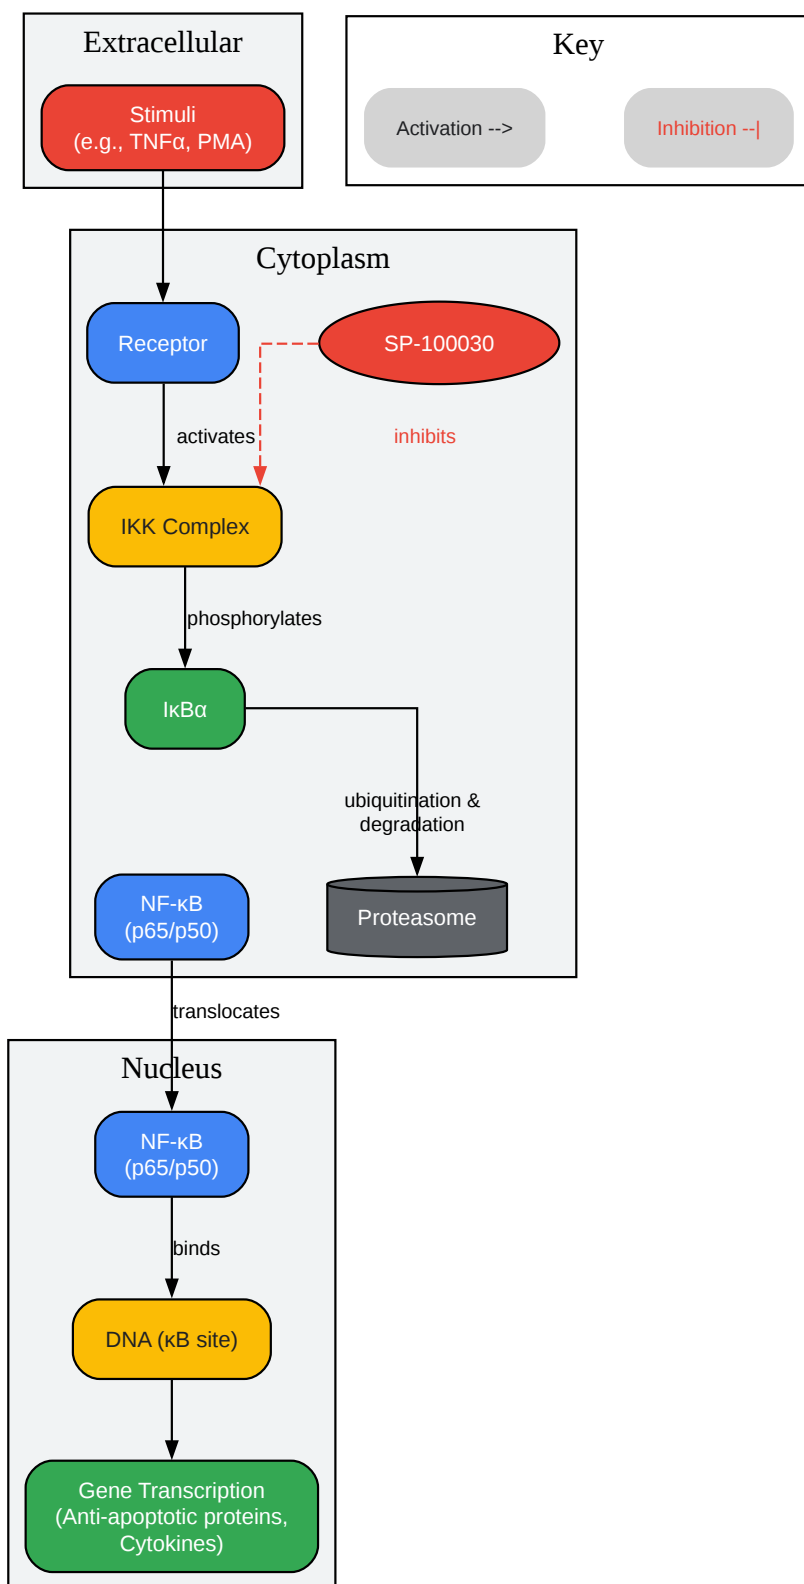 Extracellular
Stimuli
(e.g., TNFα, PMA)
Key
Activation -->
Inhibition --|
Cytoplasm
Receptor
SP-100030
activates
inhibits
IKK Complex
phosphorylates
IκBα
ubiquitination &
degradation
NF-κB
(p65/p50)
Proteasome
translocates
Nucleus
NF-κB
(p65/p50)
binds
DNA (κB site)
Gene Transcription
(Anti-apoptotic proteins,
Cytokines)